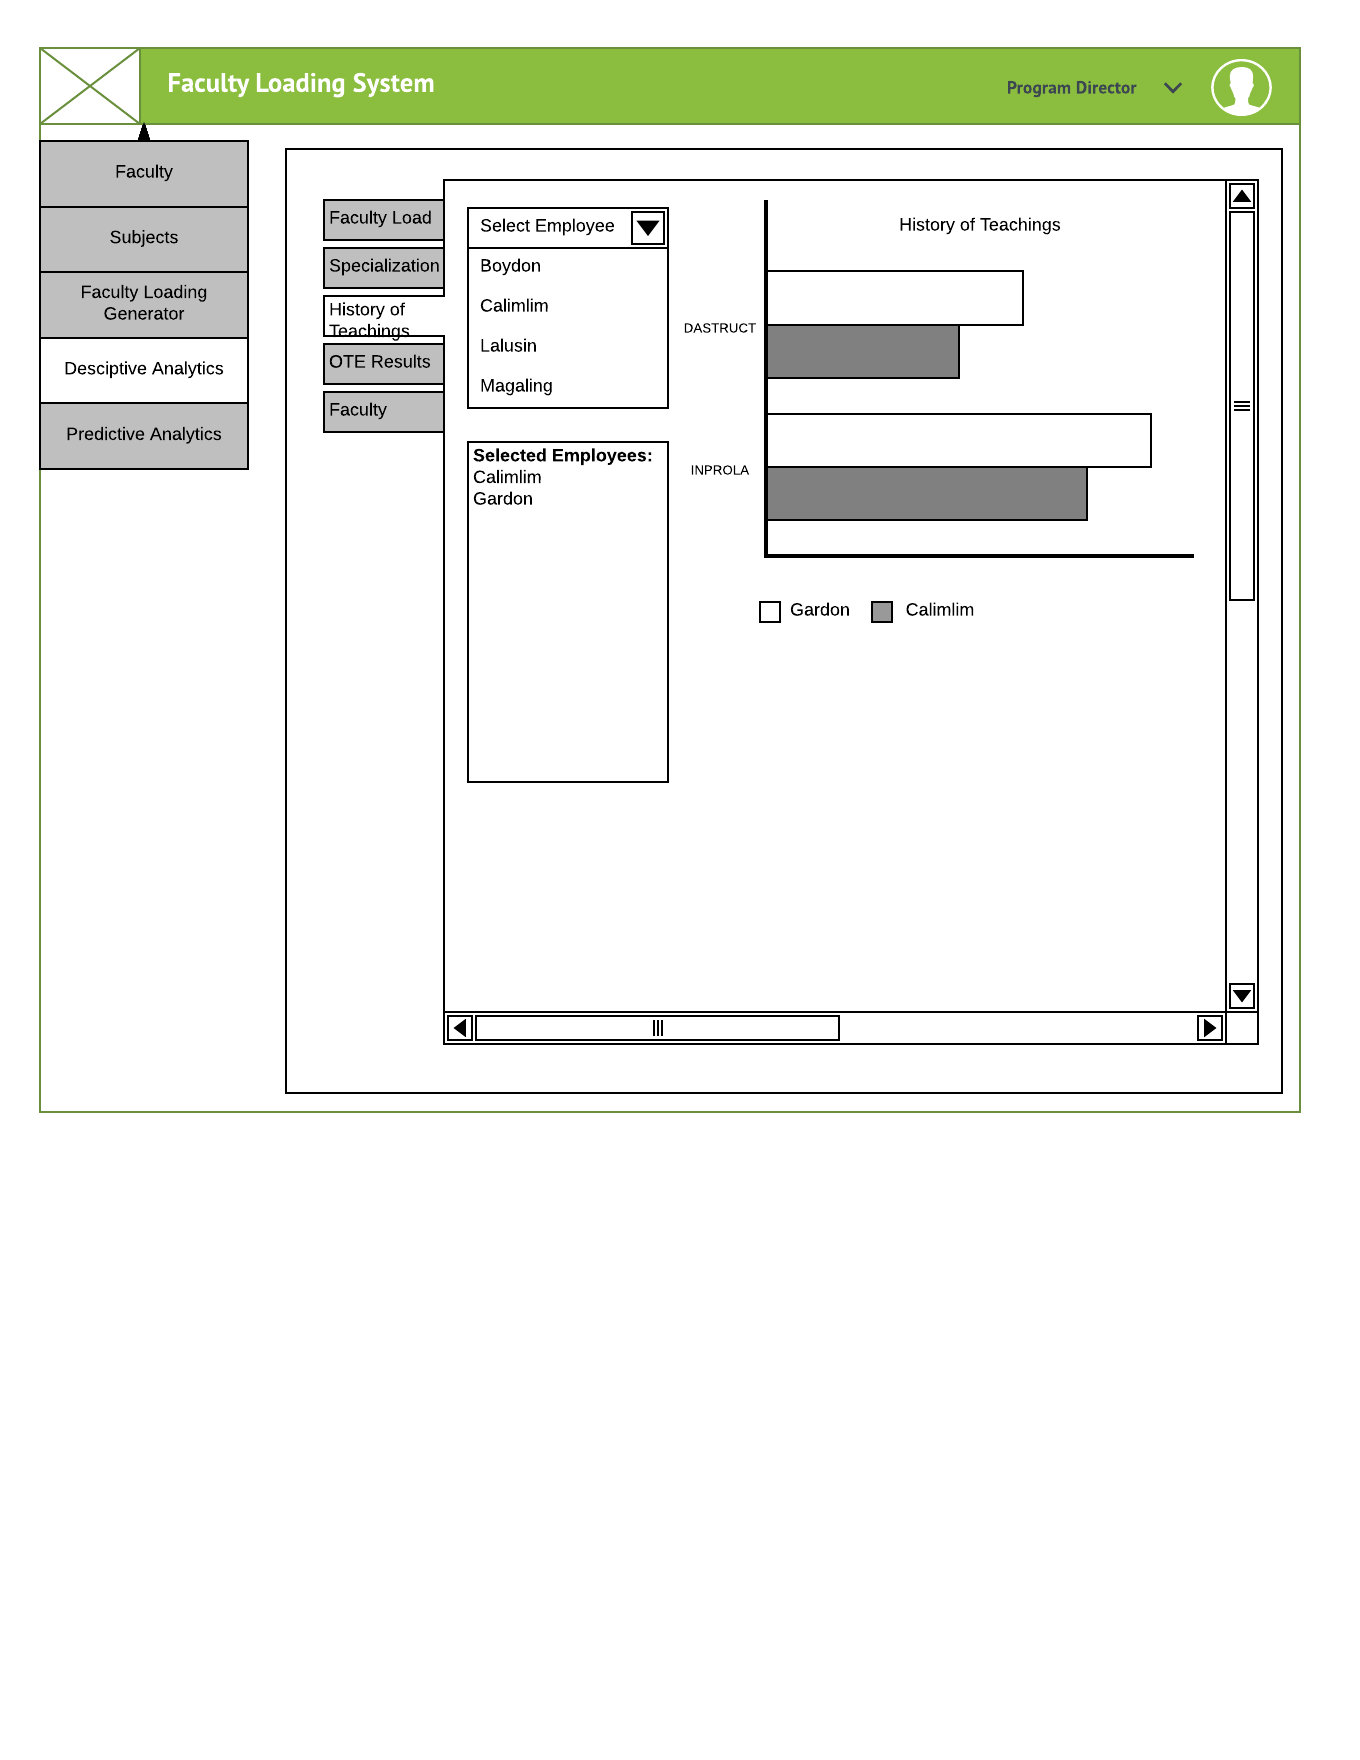 Faculty Loading System
Program Director
Faculty
Subjects
Faculty Loading
Generator
Desciptive Analytics
Predictive Analytics
Faculty Load
Specialization
History of
Teachings
OTE Results
Faculty
Select Employee
Boydon
Calimlim
Lalusin
Magaling
Selected Employees:
Calimlim
Gardon
History of Teachings
DASTRUCT
INPROLA
Gardon
Calimlim